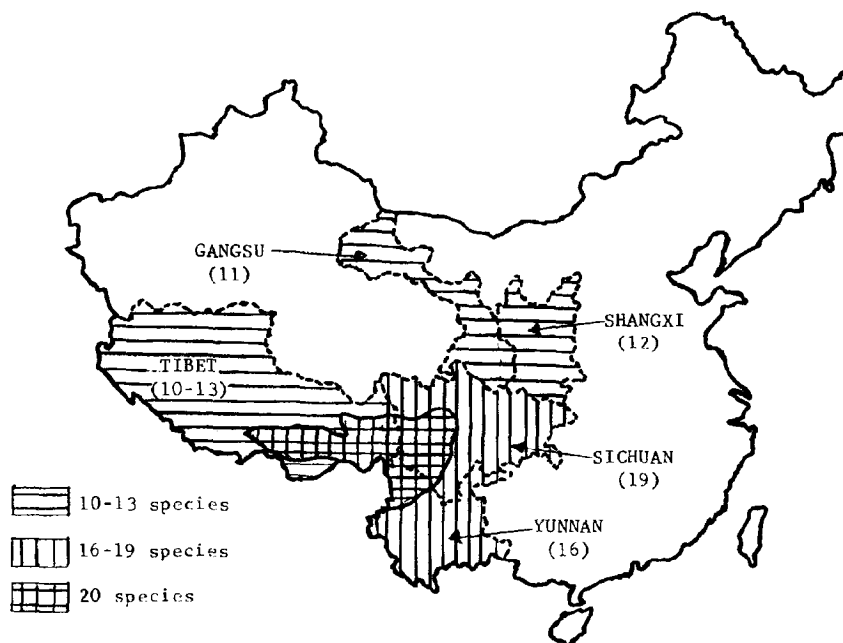 GANGSU
(11)
SHANGXI
(12)
TIBET
(10-13)
SICHUAN
(19)
YUNNAN
(16)
10-13 species
16-19 species
20 species